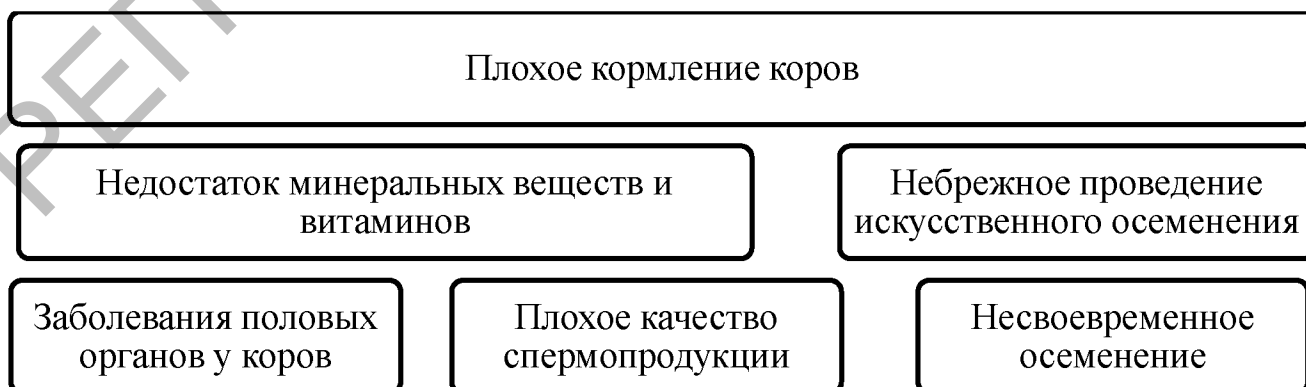 РЕП
Плохое кормление коров
Недостаток минеральных веществ и
витаминов
Небрежное проведение
искусственного осеменения
Заболевания половых
органов у коров
Плохое качество
спермопродукции
Несвоевременное
осеменение